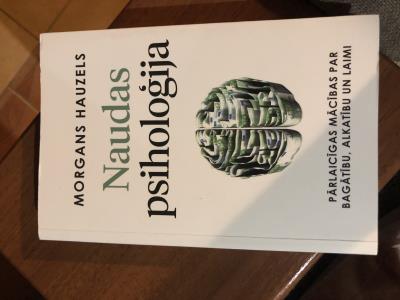 MORGANS HAUZELS
Naudas
psiholoģija
PĀRLAICĪGAS MĀCĪBAS PAR
BAGĀTĪBU, ALKATĪBU UN LAIMI